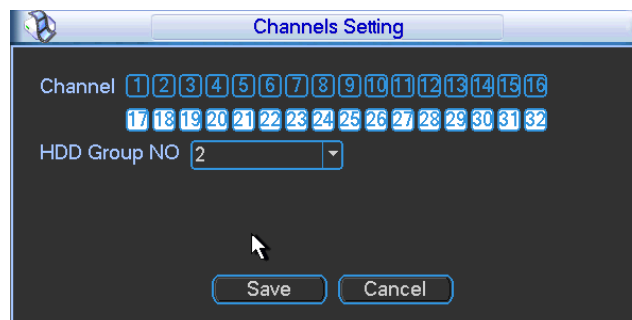 Channels Setting
Channel 1 2 3 4 5 6 7 8 9 10 11 12 13 14 15 16
17 18 19 20 21 22 23 24 25 26 27 28 29 30 31 32
HDD Group NO 2
Save Cancel